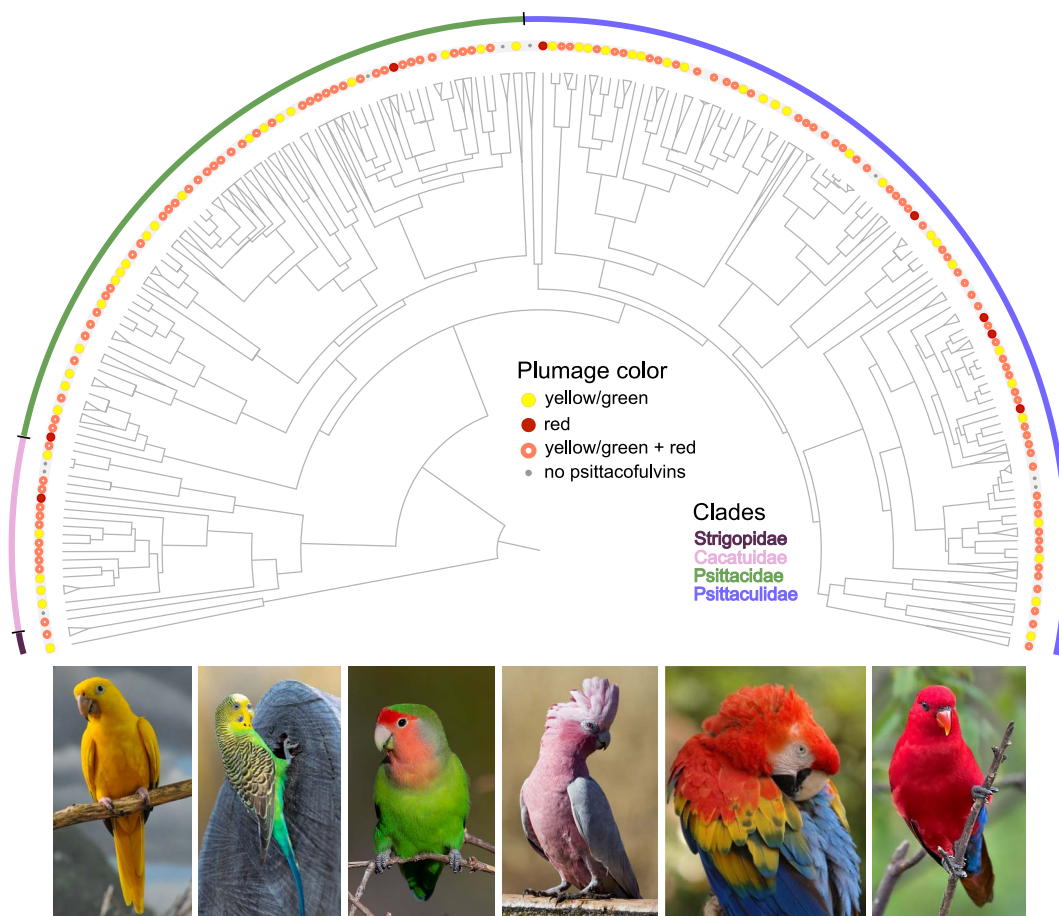 Plumage color
yellow/green
red
yellow/green + red
no psittacofulvins
Clades
Strigopidae
Cacatuidae
Psittacidae
Psittaculidae